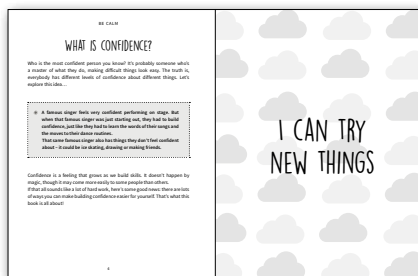 BE CALM
WHAT IS CONFIDENCE?
Who is the most confident person you know? It's probably someone who's
a master of what they do, making difficult things look easy. The truth is,
everybody has different levels of confidence about different things. Let's
explore this idea…
A famous singer feels very confident performing on stage. But
when that famous singer was just starting out, they had to build
confidence, just like they had to learn the words of their songs and
the moves to their dance routines.
That same famous singer also has things they don't feel confident
about – it could be ice skating, drawing or making friends.
Confidence is a feeling that grows as we build skills. It doesn't happen by
magic, though it may come more easily to some people than others.
If that all sounds like a lot of hard work, here's some good news: there are lots
of ways you can make building confidence easier for yourself. That's what this
book is all about!
4
I CAN TRY
NEW THINGS